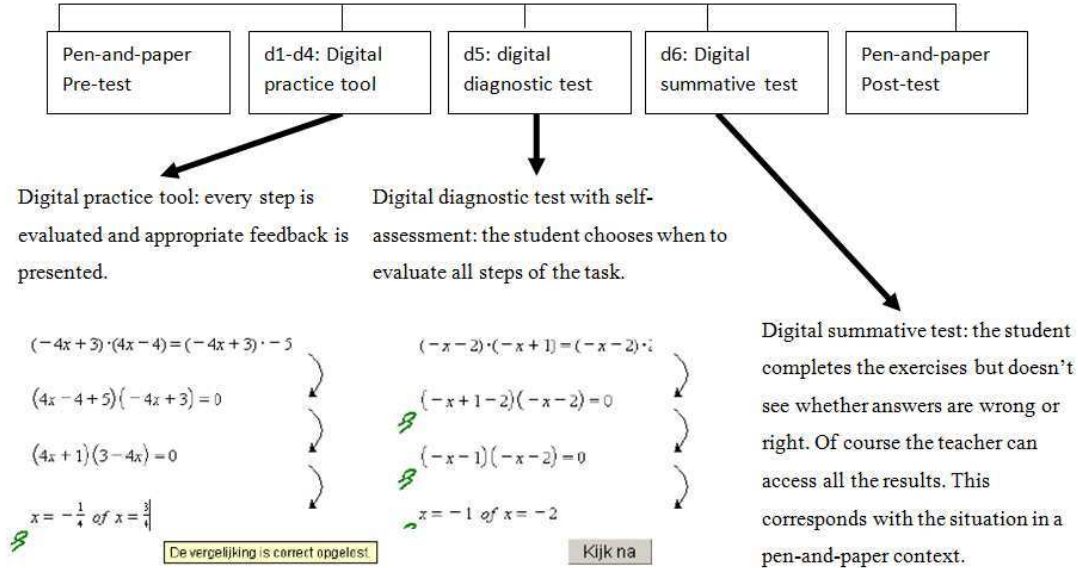 Pen-and-paper
Pre-test
d1-d4: Digital
practice tool
d5: digital
diagnostic test
d6: Digital
summative test
Pen-and-paper
Post-test
Digital practice tool: every step is
evaluated and appropriate feedback is
presented.
Digital diagnostic test with self-
assessment: the student chooses when to
evaluate all steps of the task.
Digital summative test: the student
completes the exercises but doesn't
see whether answers are wrong or
right. Of course the teacher can
access all the results. This
corresponds with the situation in a
pen-and-paper context.
(-4x+3)·(4x-4)=(-4x+3)·-5
(4x-4+5)(-4x+3)=0
(4x+1)(3-4x)=0
x=-1/4 of x=3/4
De vergelijking is correct opgelost.
(-x-2)·(-x+1)=(-x-2)·
(-x+1-2)(-x-2)=0
(-x-1)(-x-2)=0
x=-1 of x=-2
Kijk na